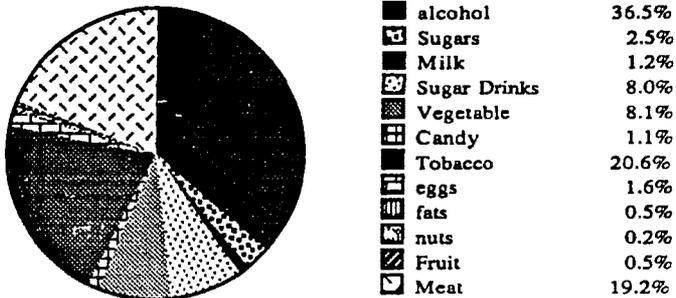 alcohol 36.5%
Sugars 2.5%
Milk 1.2%
Sugar Drinks 8.0%
Vegetable 8.1%
Candy 1.1%
Tobacco 20.6%
eggs 1.6%
fats 0.5%
nuts 0.2%
Fruit 0.5%
Meat 19.2%